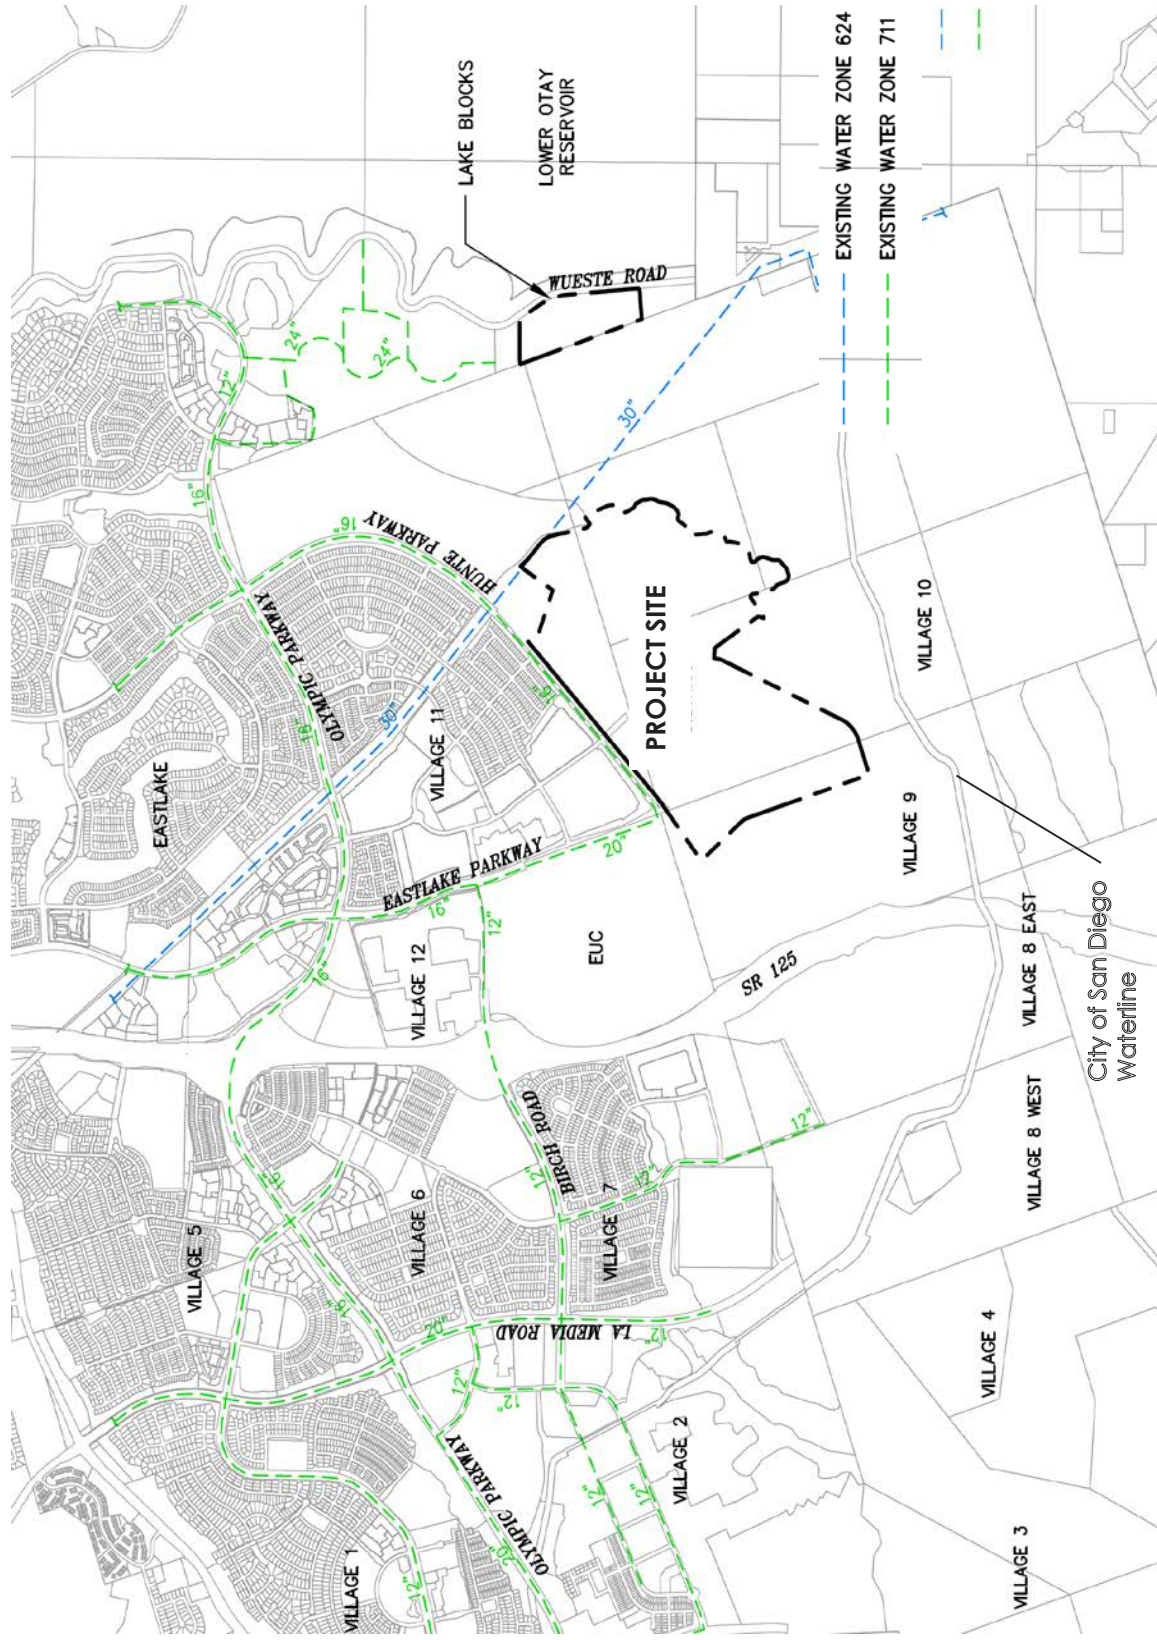 LAKE BLOCKS
LOWER OTAY
RESERVOIR
EXISTING WATER ZONE 624
EXISTING WATER ZONE 711
WUESTE ROAD
24"
24"
12"
16"
30"
16"
HUNTE PARKWAY
OLYMPIC PARKWAY
16"
30"
16"
EASTLAKE
VILLAGE 11
PROJECT SITE
VILLAGE 10
EASTLAKE PARKWAY
20"
16"
12"
16"
VILLAGE 12
EUC
SR 125
VILLAGE 9
VILLAGE 8 EAST
City of San Diego
Waterline
VILLAGE 8 WEST
BIRCH ROAD
12"
12"
12"
16"
VILLAGE 5
VILLAGE 6
VILLAGE 7
16"
20"
LA MEDIA ROAD
12"
12"
12"
VILLAGE 4
OLYMPIC PARKWAY
20"
12"
12"
12"
VILLAGE 1
VILLAGE 2
VILLAGE 3